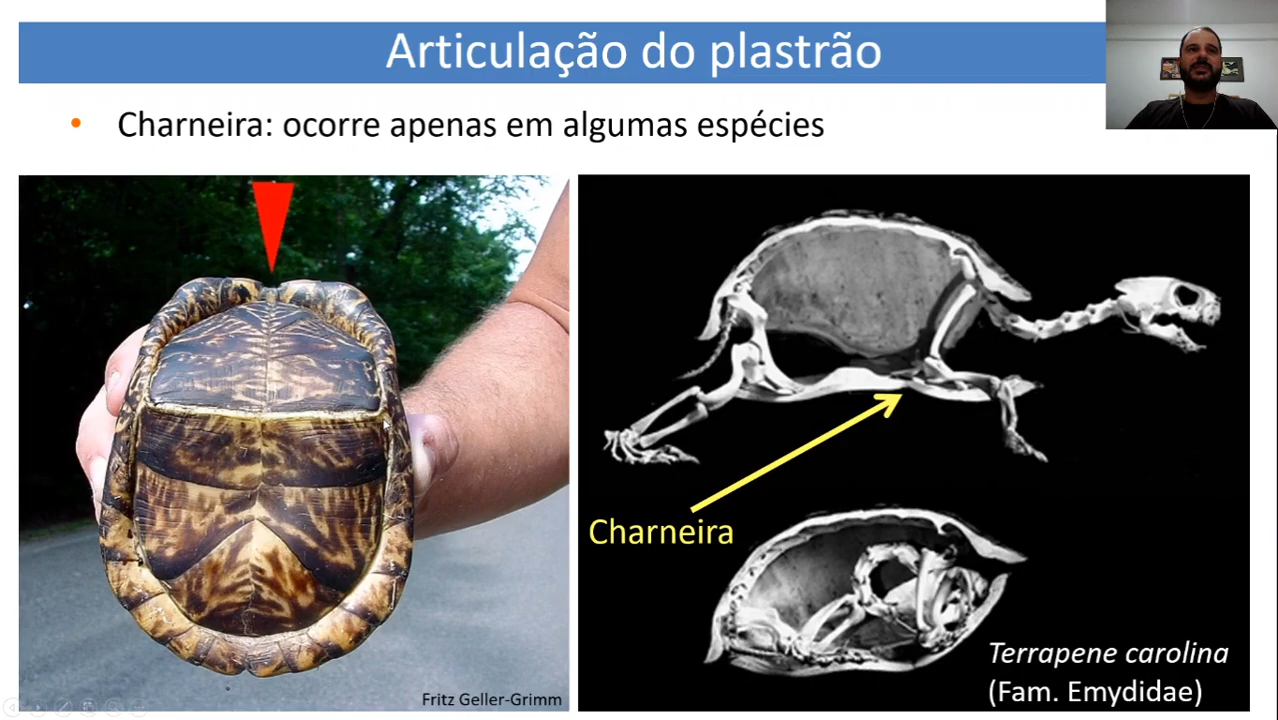 Articulação do plastrão
• Charneira: ocorre apenas em algumas espécies
Charneira
Terrapene carolina
(Fam. Emydidae)
Fritz Geller-Grimm